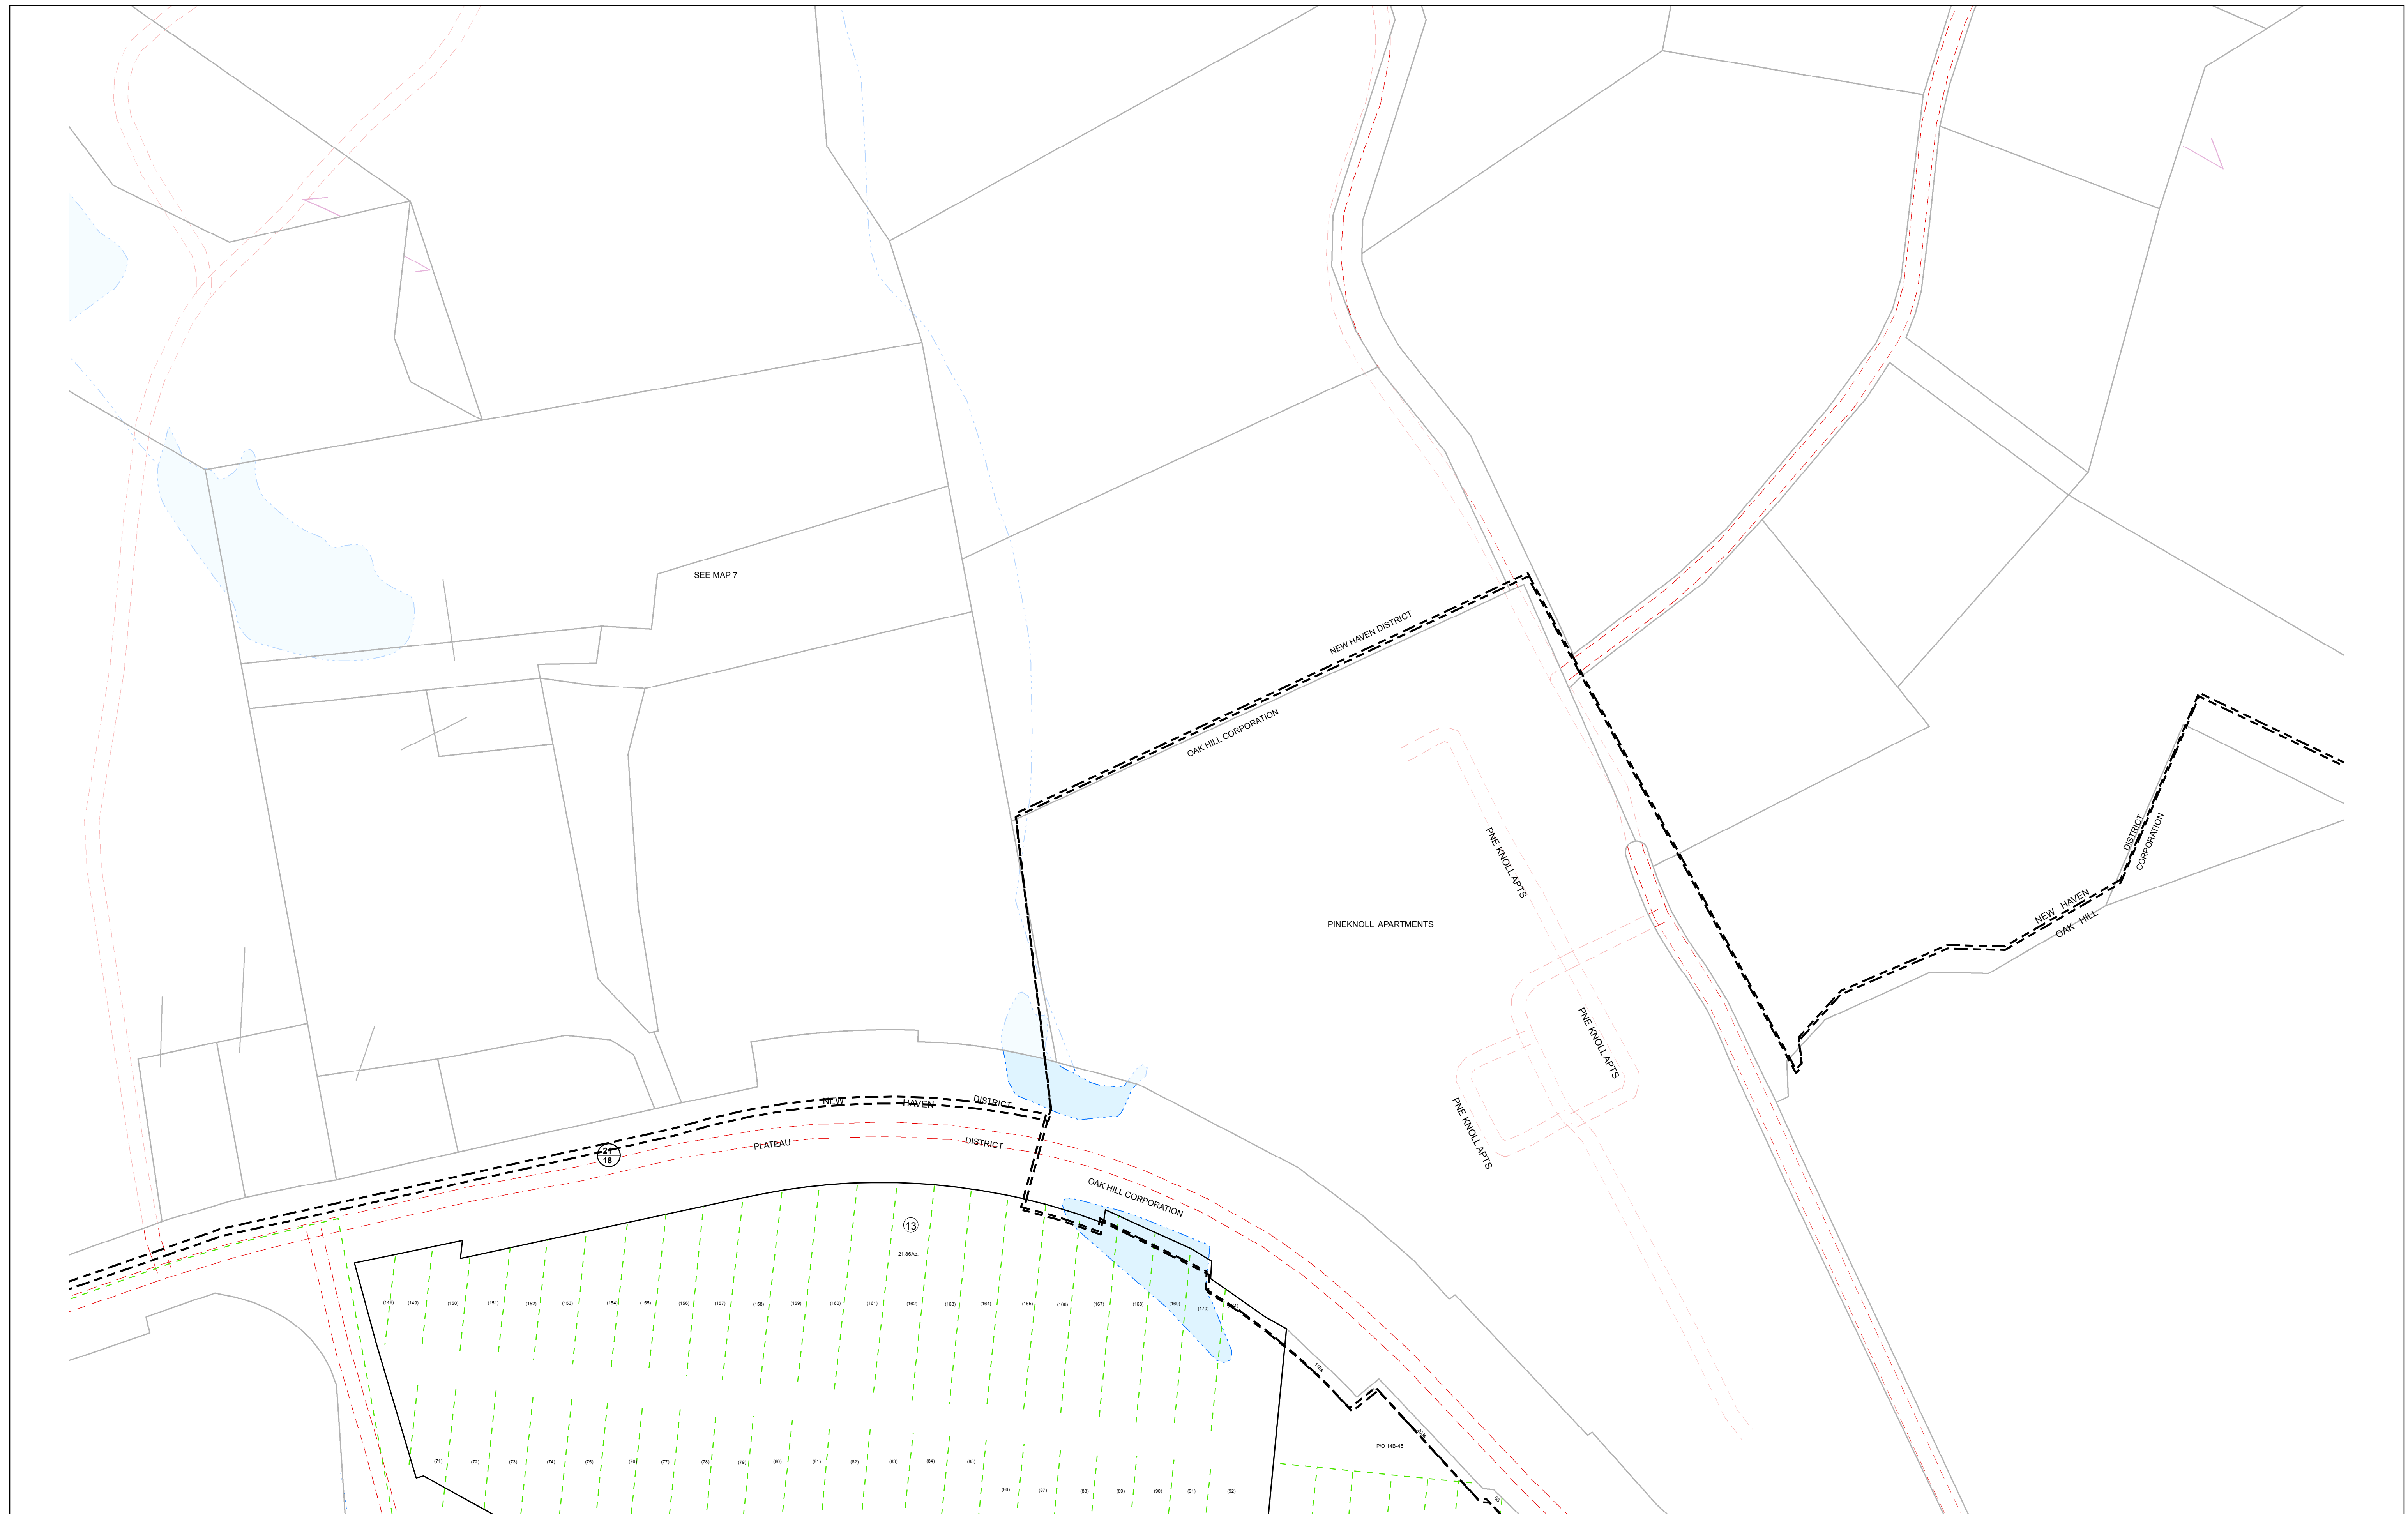 SEE MAP 7
NEW HAVEN DISTRICT
OAK HILL CORPORATION
PNE KNOLL APTS
PINEKNOLL APARTMENTS
DISTRICT
CORPORATION
NEW HAVEN
OAK HILL
PNE KNOLL APTS
PNE KNOLL APTS
NEW HAVEN DISTRICT
PLATEAU DISTRICT
21
18
OAK HILL CORPORATION
13
21.86Ac.
(148) (149) (150) (151) (152) (153) (154) (155) (156) (157) (158) (159) (160) (161) (162) (163) (164) (165) (166) (167) (168) (169) (170)
118s
P/O 148-45
(71) (72) (73) (74) (75) (76) (77) (78) (79) (80) (81) (82) (83) (84) (85)
(86) (87) (88) (89) (90) (91) (92)